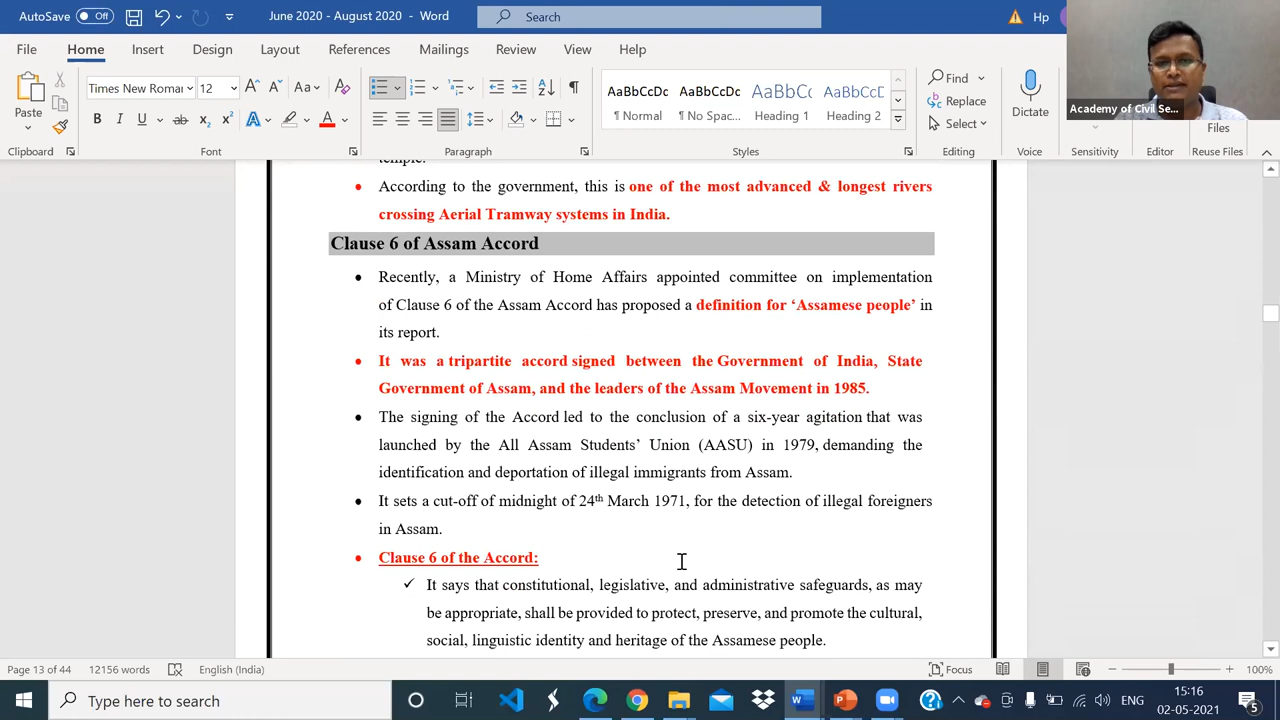 AutoSave Off June 2020 - August 2020 - Word Search Hp
File Home Insert Design Layout References Mailings Review View Help
Paste Times New Romar 12 Aa AaBbCcDc AaBbCcDc AaBbCcD AaBbCcD Find Replace Select Dictate Files
B I U ab x₂ x² A A ¶ Normal ¶ No Spac... Heading 1 Heading 2
Clipboard Font Paragraph Styles Editing Voice Sensitivity Editor Reuse Files
Academy of Civil Se...
temple.
• According to the government, this is one of the most advanced & longest rivers
crossing Aerial Tramway systems in India.
Clause 6 of Assam Accord
• Recently, a Ministry of Home Affairs appointed committee on implementation
of Clause 6 of the Assam Accord has proposed a definition for ‘Assamese people’ in
its report.
• It was a tripartite accord signed between the Government of India, State
Government of Assam, and the leaders of the Assam Movement in 1985.
• The signing of the Accord led to the conclusion of a six-year agitation that was
launched by the All Assam Students’ Union (AASU) in 1979, demanding the
identification and deportation of illegal immigrants from Assam.
• It sets a cut-off of midnight of 24th March 1971, for the detection of illegal foreigners
in Assam.
• Clause 6 of the Accord:
✓ It says that constitutional, legislative, and administrative safeguards, as may
be appropriate, shall be provided to protect, preserve, and promote the cultural,
social, linguistic identity and heritage of the Assamese people.
Page 13 of 44 12156 words English (India) Focus 100%
Type here to search ENG 15:16
02-05-2021 5